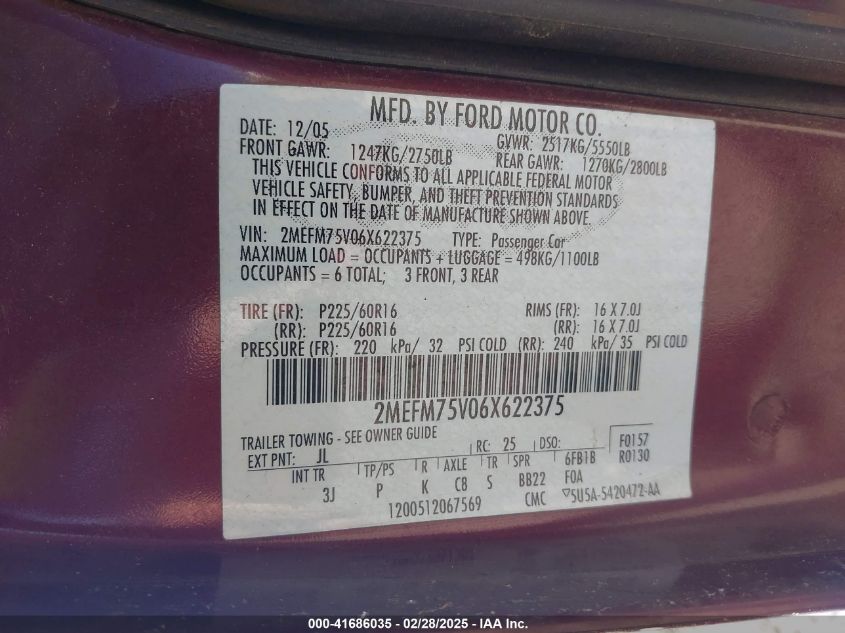 MFD. BY FORD MOTOR CO.
DATE: 12/05 GVWR: 2517KG/5550LB
FRONT GAWR: 1247KG/2750LB REAR GAWR: 1270KG/2800LB
THIS VEHICLE CONFORMS TO ALL APPLICABLE FEDERAL MOTOR
VEHICLE SAFETY, BUMPER, AND THEFT PREVENTION STANDARDS
IN EFFECT ON THE DATE OF MANUFACTURE SHOWN ABOVE.
VIN: 2MEFM75V06X622375 TYPE: Passenger Car
MAXIMUM LOAD = OCCUPANTS + LUGGAGE = 498KG/1100LB
OCCUPANTS = 6 TOTAL; 3 FRONT, 3 REAR
TIRE (FR): P225/60R16 RIMS (FR): 16 X 7.0J
(RR): P225/60R16 (RR): 16 X 7.0J
PRESSURE (FR): 220 kPa/ 32 PSI COLD (RR): 240 kPa/ 35 PSI COLD
2MEFM75V06X622375
TRAILER TOWING - SEE OWNER GUIDE
EXT PNT: JL RC: 25 DSO: F0157
R0130
INT TR TP/PS R AXLE TR SPR 6FB1B
3J P K C8 S BB22 F0A
1200512067569 CMC ▽5U5A-5420472-AA
000-41686035 / 02/28/2025 - IAA Inc.